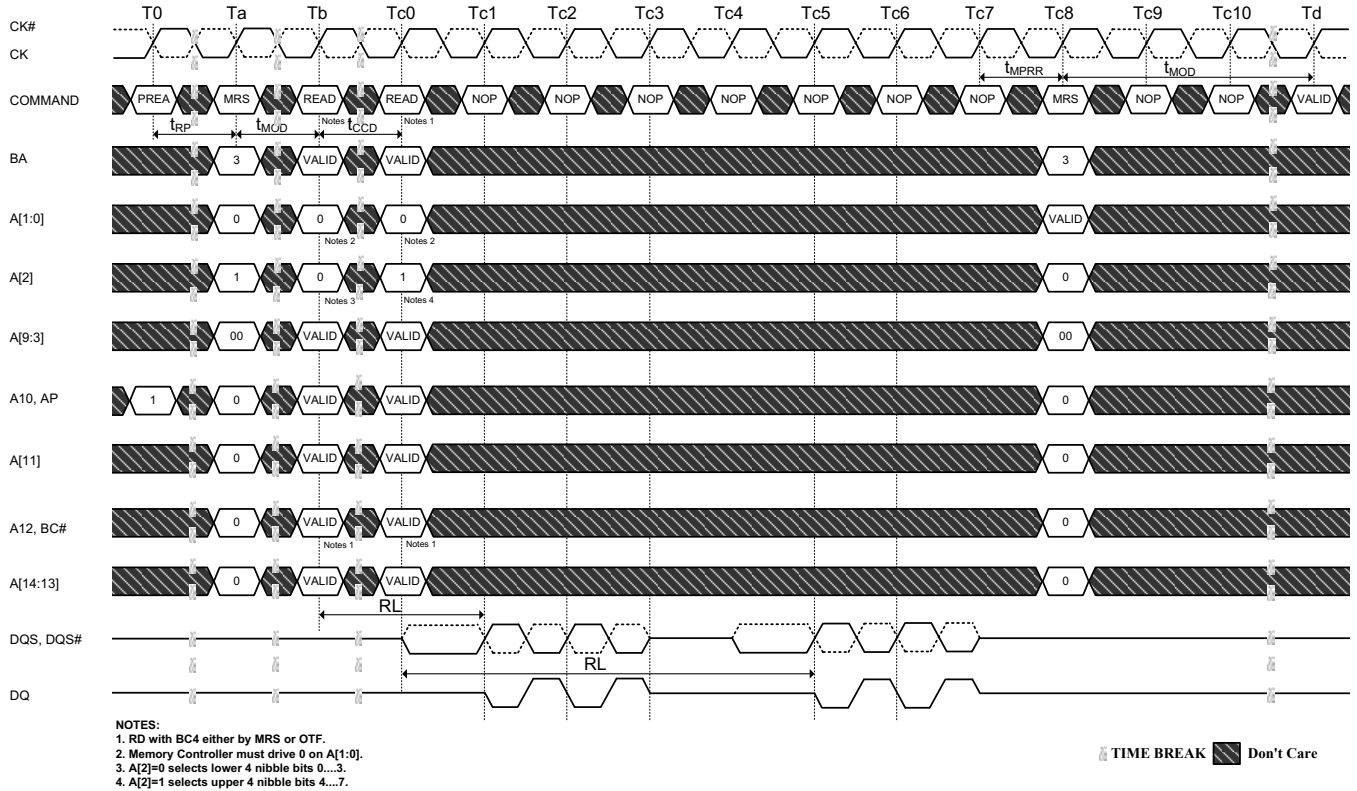 T0 Ta Tb Tc0 Tc1 Tc2 Tc3 Tc4 Tc5 Tc6 Tc7 Tc8 Tc9 Tc10 Td
CK#
CK
tMPRR tMOD
COMMAND PREA MRS READ READ NOP NOP NOP NOP NOP NOP NOP MRS NOP NOP VALID
Notes 1 Notes 1
tRP tMOD tCCD
BA 3 VALID VALID 3
A[1:0] 0 0 0 VALID
Notes 2 Notes 2
A[2] 1 0 1 0
Notes 3 Notes 4
A[9:3] 00 VALID VALID 00
A10, AP 1 0 VALID VALID 0
A[11] 0 VALID VALID 0
A12, BC# 0 VALID VALID 0
Notes 1 Notes 1
A[14:13] 0 VALID VALID 0
RL
DQS, DQS#
RL
DQ
NOTES:
1. RD with BC4 either by MRS or OTF.
2. Memory Controller must drive 0 on A[1:0].
3. A[2]=0 selects lower 4 nibble bits 0....3.
4. A[2]=1 selects upper 4 nibble bits 4....7.
TIME BREAK Don't Care